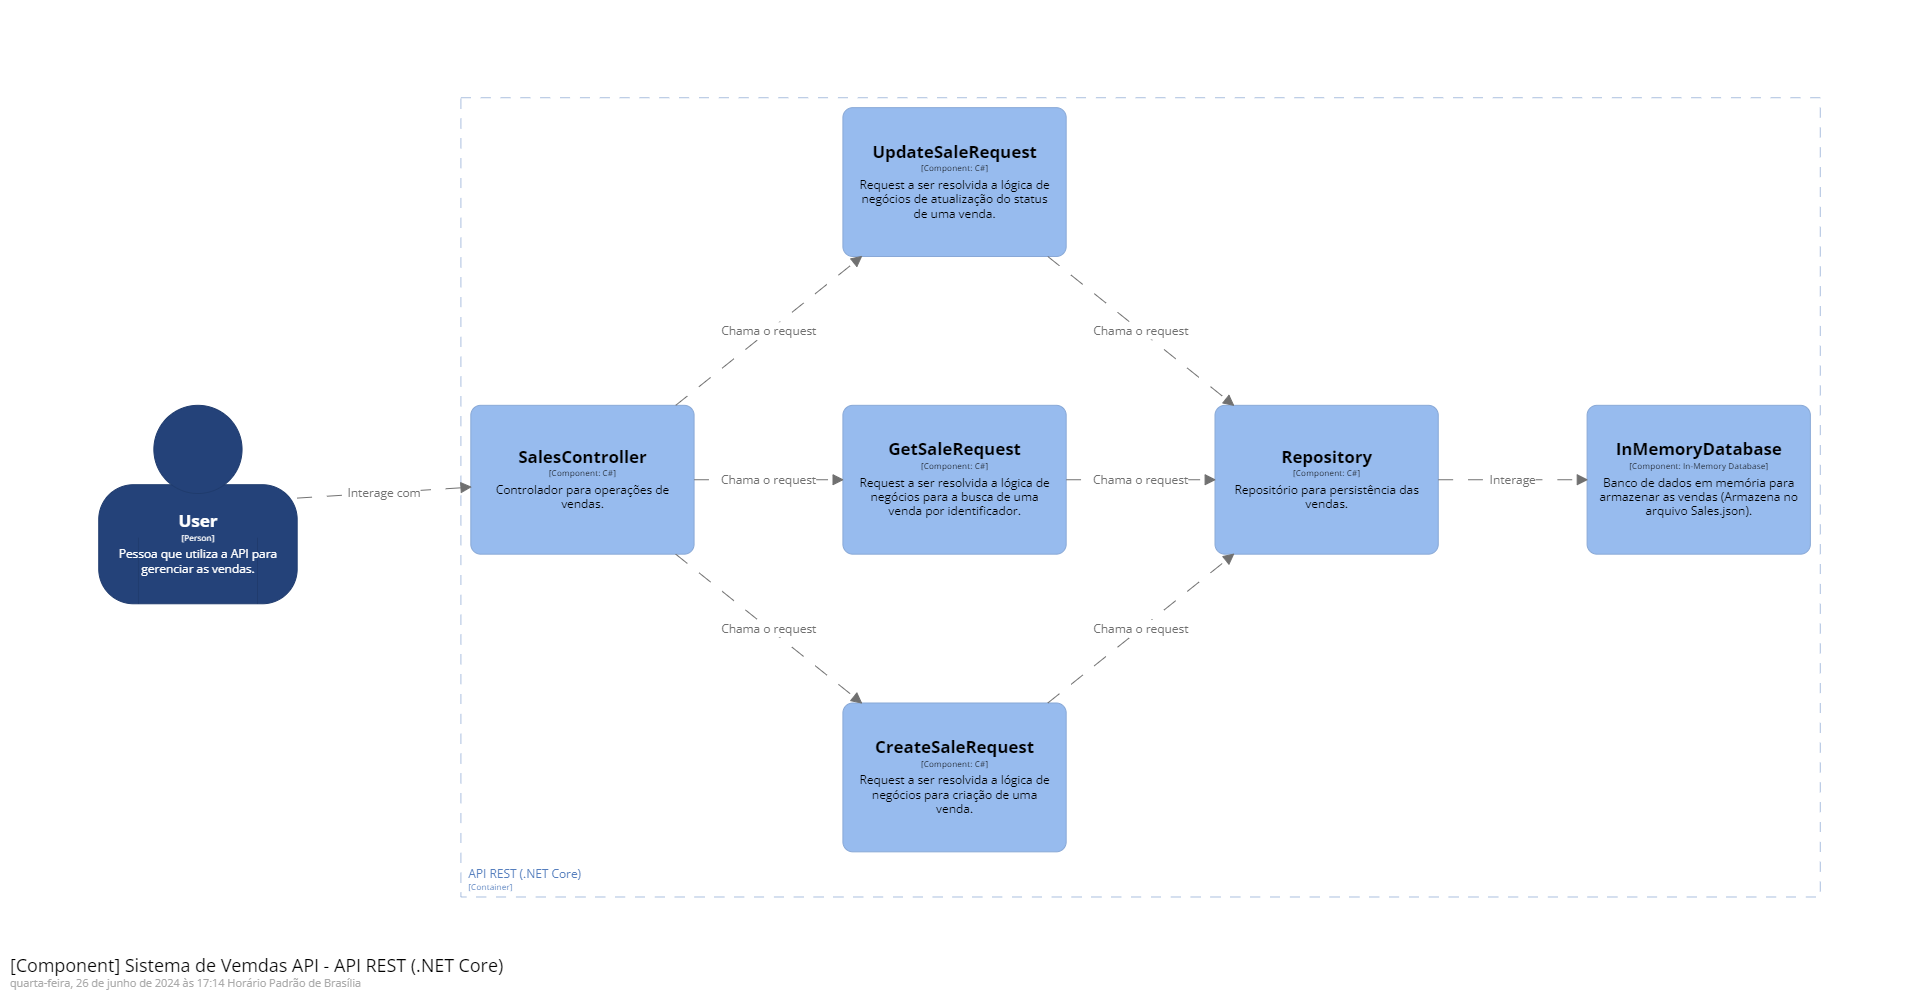 UpdateSaleRequest
[Component: C#]
Request a ser resolvida a lógica de
negócios de atualização do status
de uma venda.
Chama o request
Chama o request
User
[Person]
Pessoa que utiliza a API para
gerenciar as vendas.
Interage com
SalesController
[Component: C#]
Controlador para operações de
vendas.
Chama o request
GetSaleRequest
[Component: C#]
Request a ser resolvida a lógica de
negócios para a busca de uma
venda por identificador.
Chama o request
Repository
[Component: C#]
Repositório para persistência das
vendas.
Interage
InMemoryDatabase
[Component: In-Memory Database]
Banco de dados em memória para
armazenar as vendas (Armazena no
arquivo Sales.json).
Chama o request
Chama o request
CreateSaleRequest
[Component: C#]
Request a ser resolvida a lógica de
negócios para criação de uma
venda.
API REST (.NET Core)
[Container]
[Component] Sistema de Vemdas API - API REST (.NET Core)
quarta-feira, 26 de junho de 2024 às 17:14 Horário Padrão de Brasília